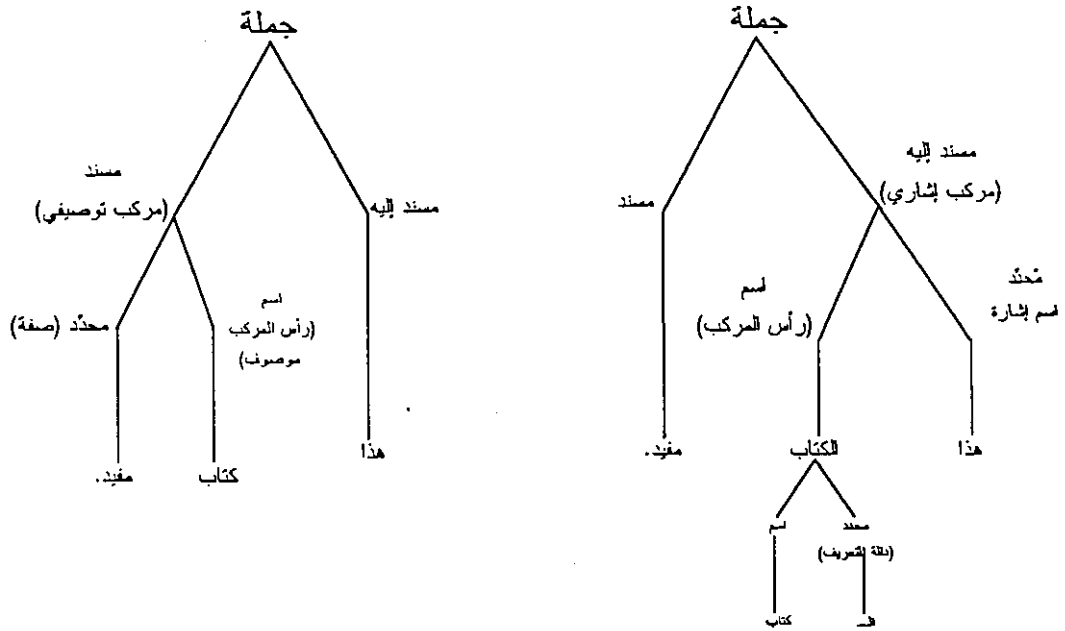 جملة
مسند إليه
(مركب إشاري)
مسند
محدّد
اسم إشارة
اسم
(رأس المركب)
هذا
الكتاب
مفيد.
محدد
(دالة التعريف)
اسم
الـ
كتاب
جملة
مسند
(مركب توصيفي)
مسند إليه
اسم
(رأس المركب
موصوف)
محدّد (صفة)
هذا
كتاب
مفيد.